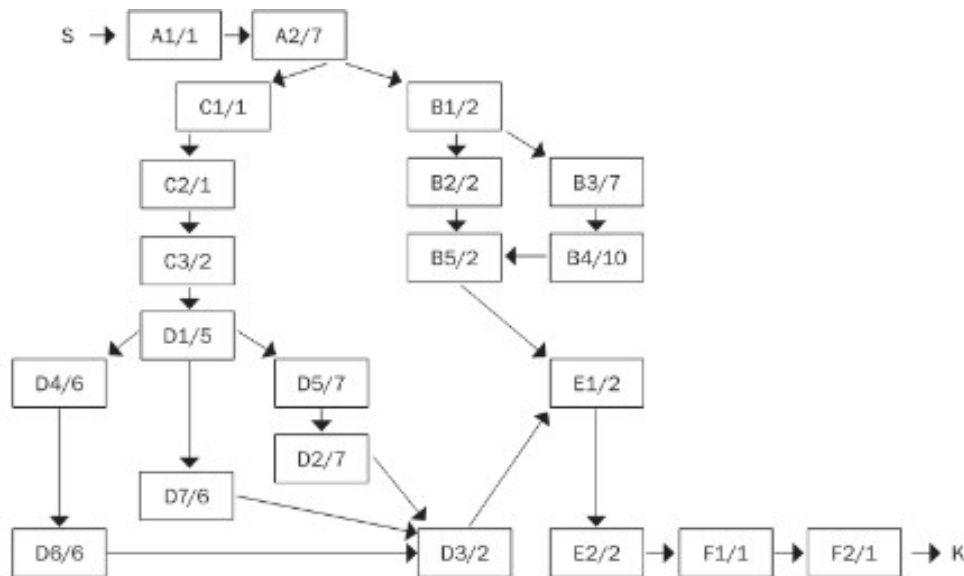 S
A1/1
A2/7
C1/1
B1/2
C2/1
B2/2
B3/7
C3/2
B5/2
B4/10
D1/5
D4/6
D5/7
E1/2
D2/7
D7/6
D6/6
D3/2
E2/2
F1/1
F2/1
K